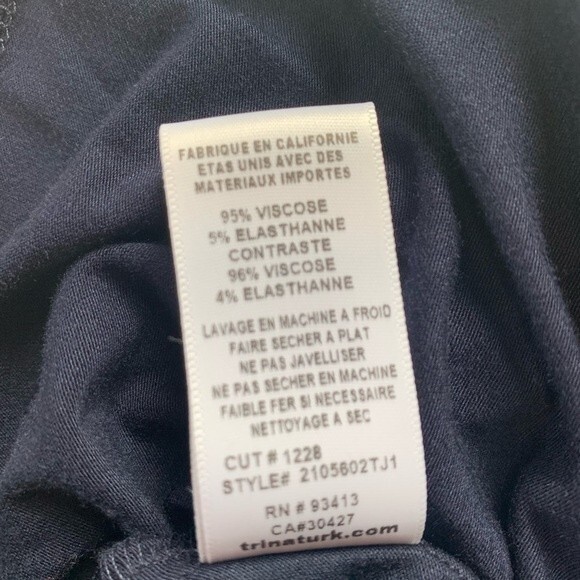 FABRIQUE EN CALIFORNIE
ETAS UNIS AVEC DES
MATERIAUX IMPORTES
95% VISCOSE
5% ELASTHANNE
CONTRASTE
96% VISCOSE
4% ELASTHANNE
LAVAGE EN MACHINE A FROID
FAIRE SECHER A PLAT
NE PAS JAVELLUSER
NE PAS SECHER EN MACHINE
FAIBLE FER SI NECESSAIRE
NETTOYAGE A SEC
CUT # 1228
STYLE# 2105602TJ1
RN # 93413
CA#30427
trinaturk.com